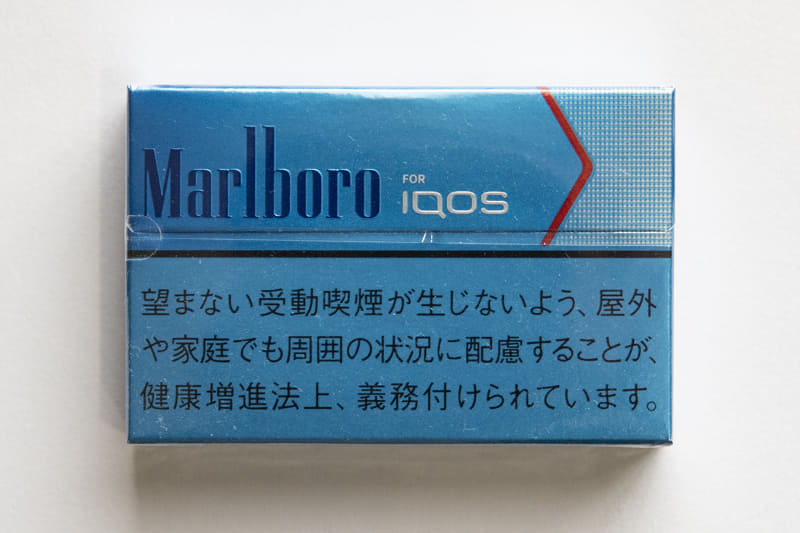 Marlboro FOR IQOS
望まない受動喫煙が生じないよう、屋外
や家庭でも周囲の状況に配慮することが、
健康増進法上、義務付けられています。